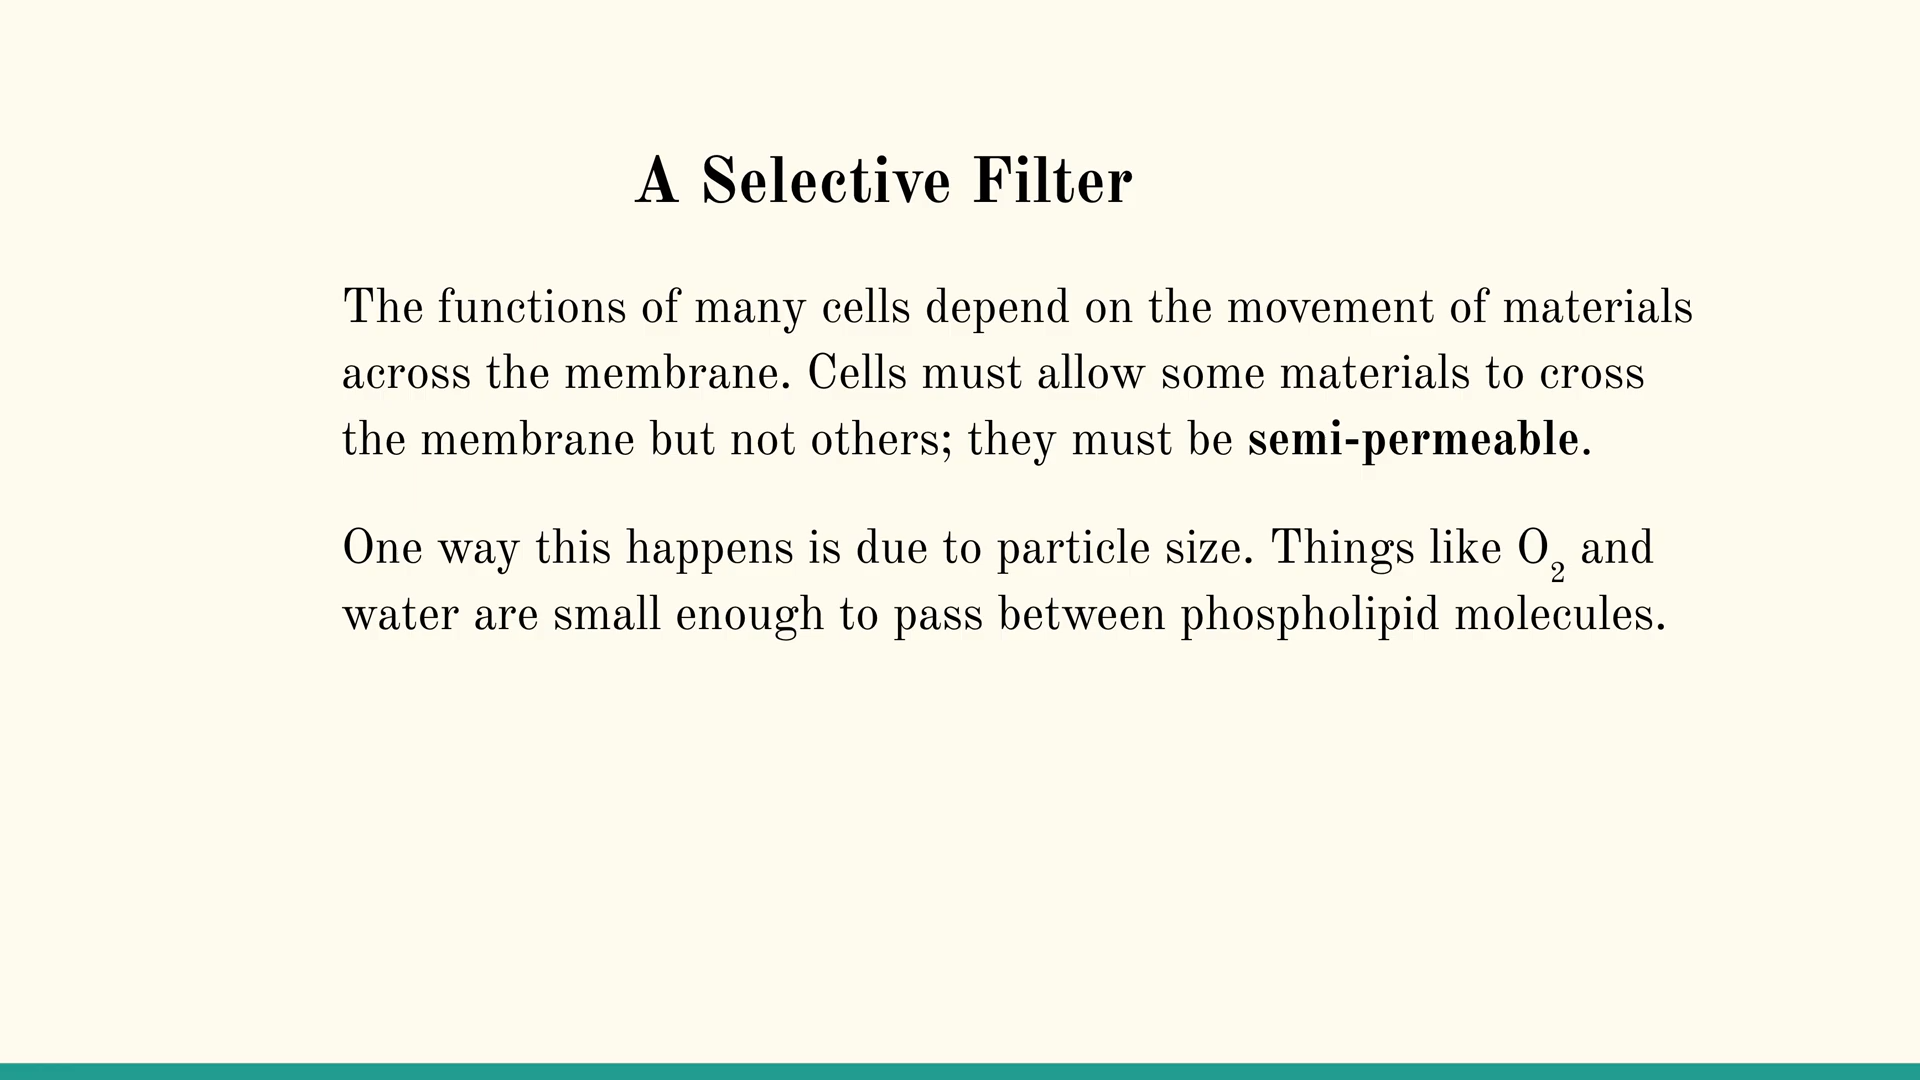 A Selective Filter
The functions of many cells depend on the movement of materials
across the membrane. Cells must allow some materials to cross
the membrane but not others; they must be semi-permeable.
One way this happens is due to particle size. Things like O₂ and
water are small enough to pass between phospholipid molecules.